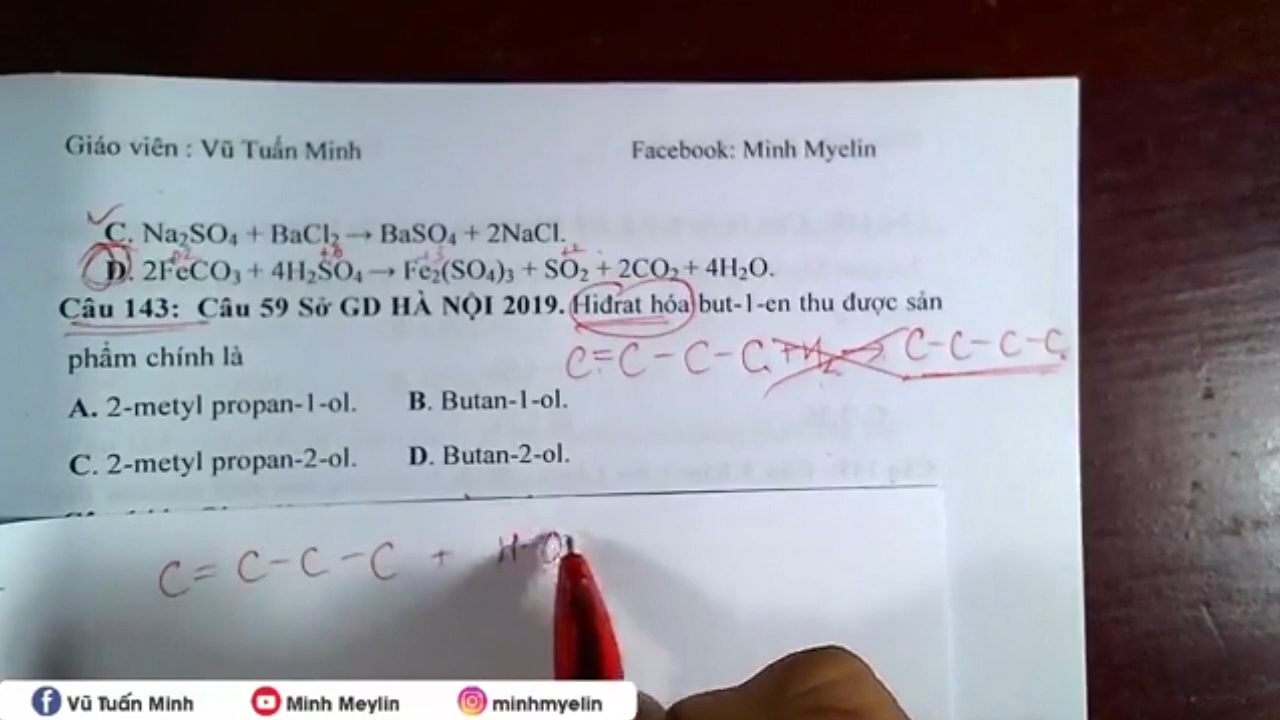 Giáo viên : Vũ Tuấn Minh Facebook: Minh Myelin
C. Na₂SO₄ + BaCl₂ → BaSO₄ + 2NaCl.
+2 +6 +3
D. 2FeCO₃ + 4H₂SO₄ → Fe₂(SO₄)₃ + SO₂ + 2CO₂ + 4H₂O.
Câu 143: Câu 59 Sở GD HÀ NỘI 2019. Hiđrat hóa but-1-en thu được sản
phẩm chính là
C=C-C-C +H₂ → C-C-C-C
A. 2-metyl propan-1-ol. B. Butan-1-ol.
C. 2-metyl propan-2-ol. D. Butan-2-ol.
C=C-C-C + H-O
Vũ Tuấn Minh Minh Meylin minhmyelin